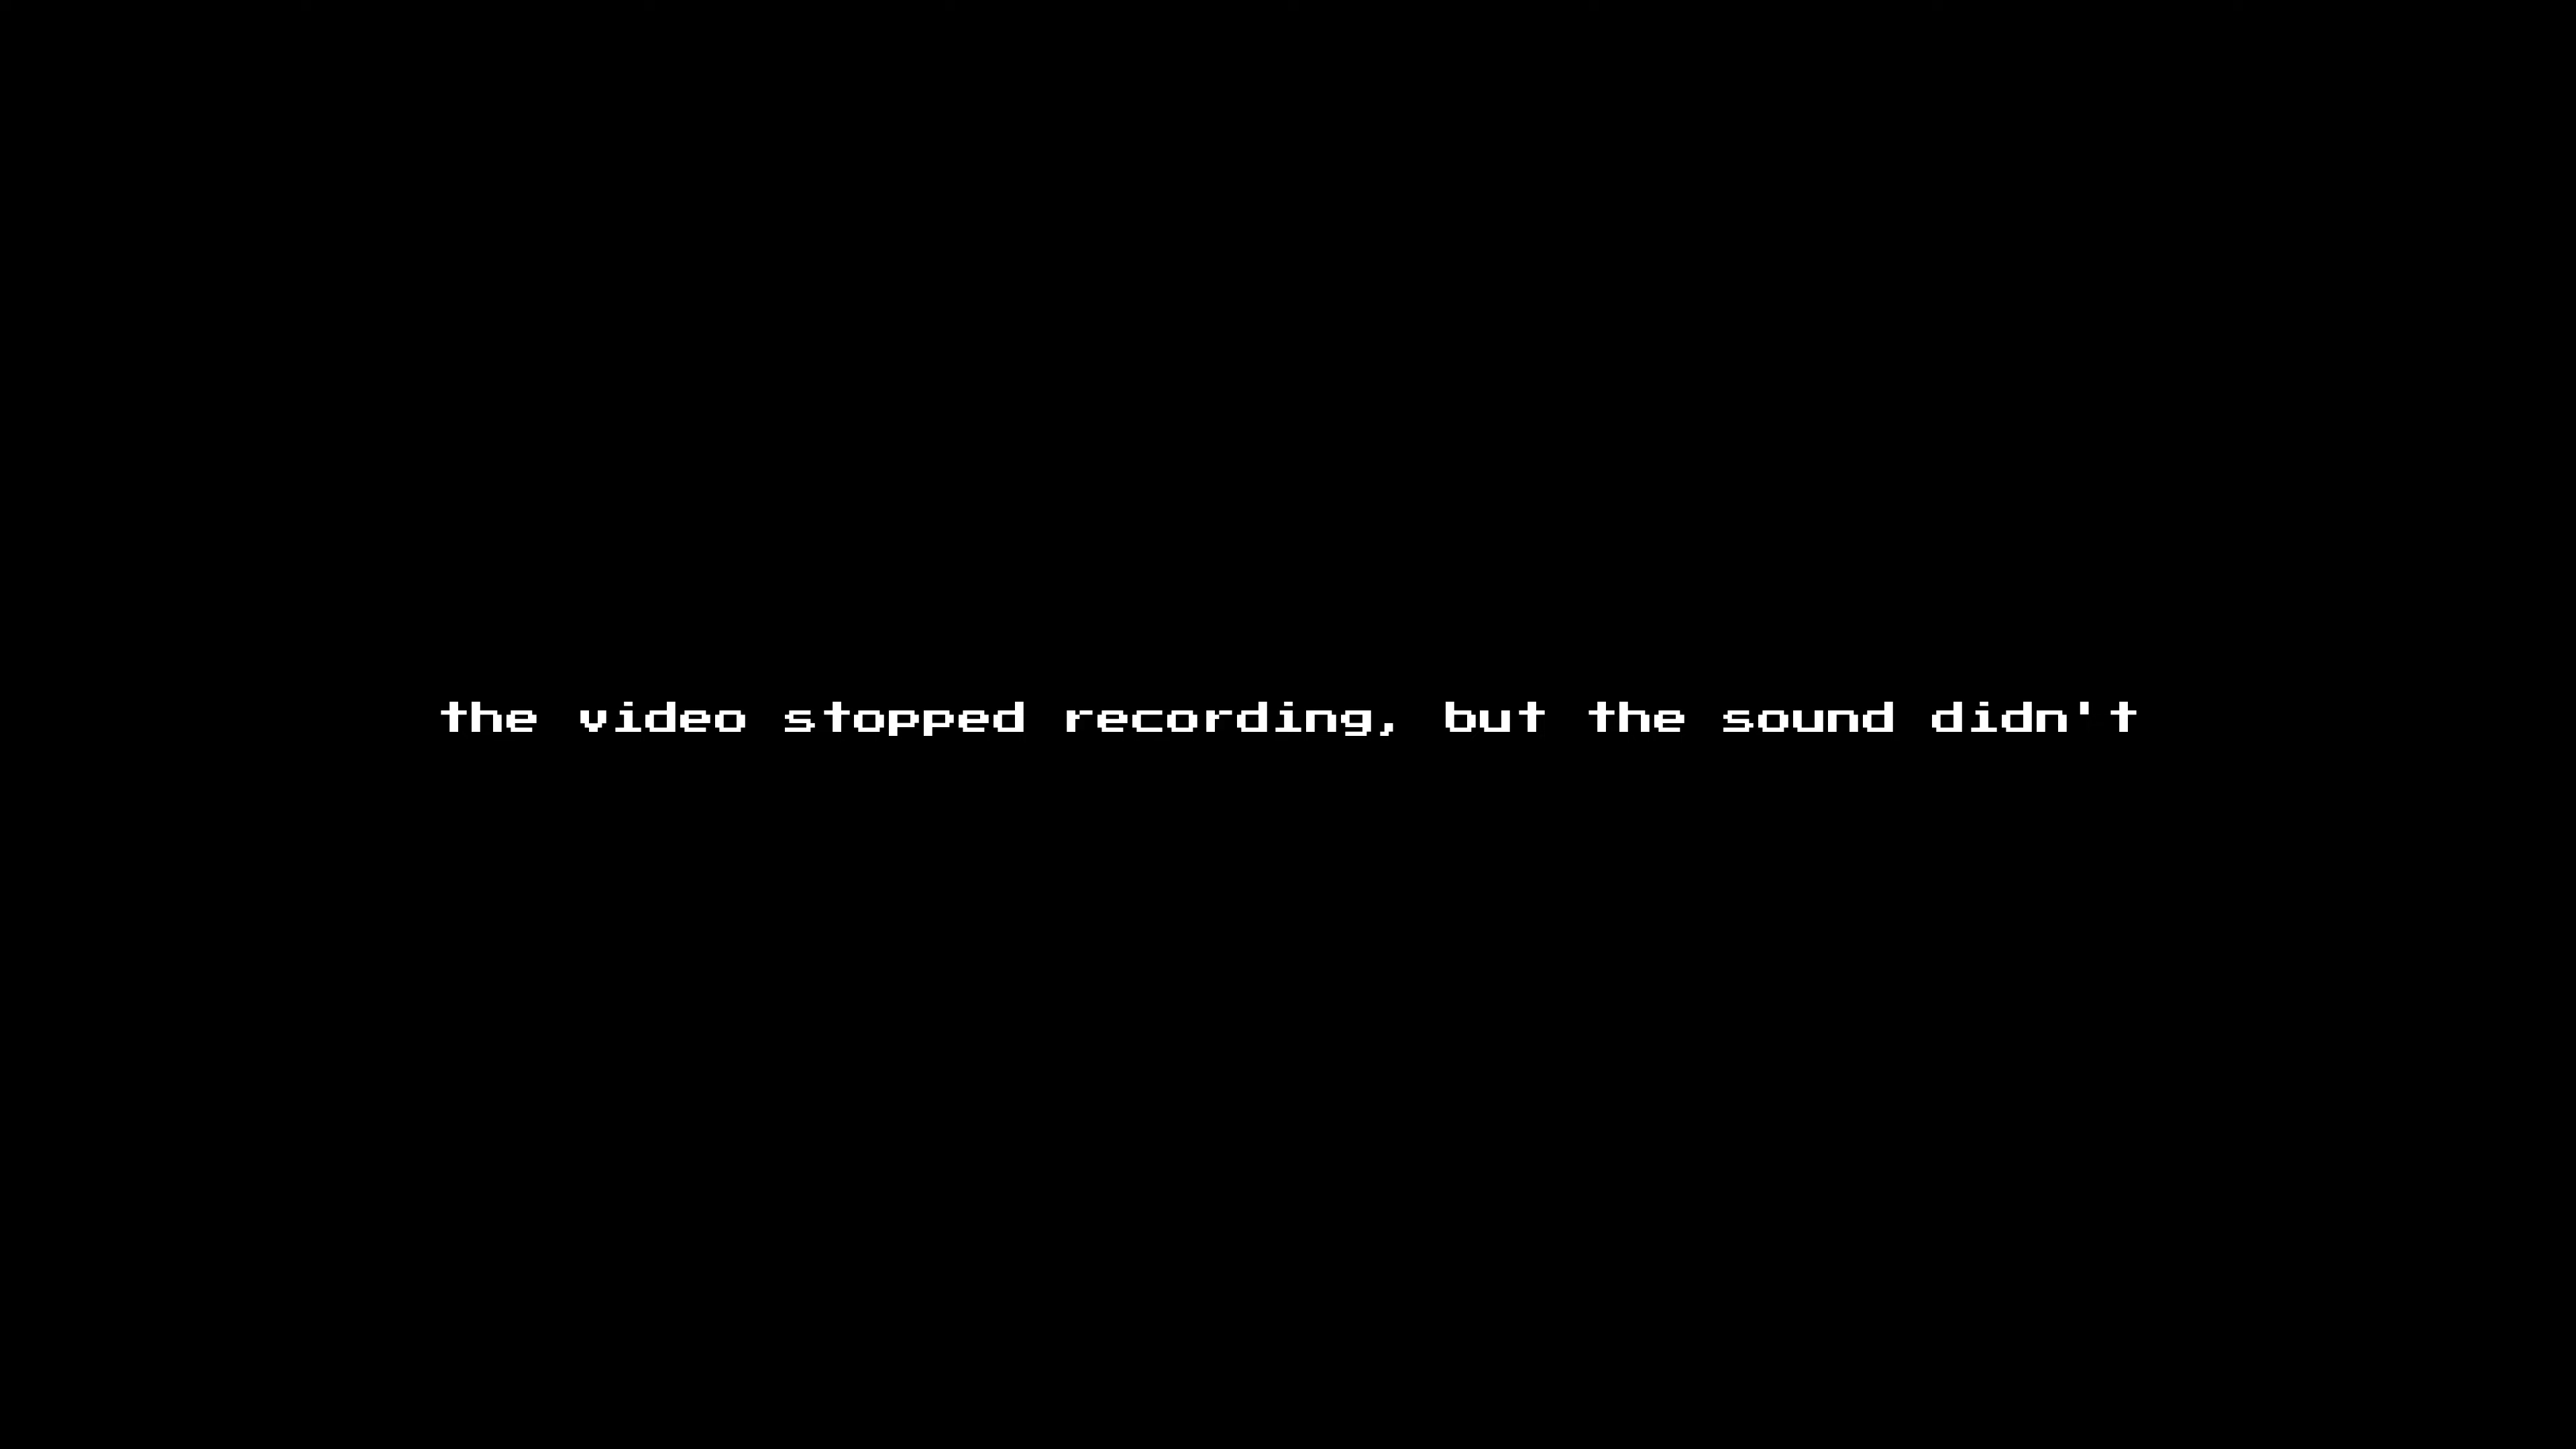 the video stopped recording, but the sound didn't